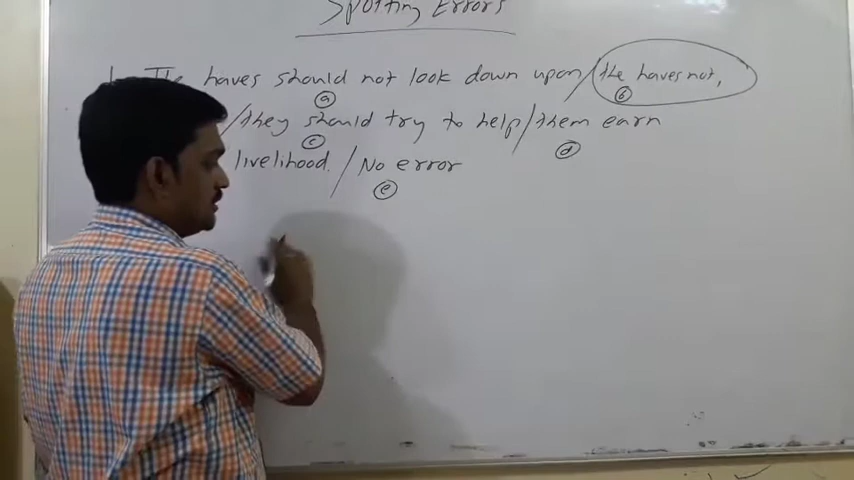 Spotting Errors
1. The haves should not look down upon / the haves not,
(a) (b)
/ they should try to help / them earn
(c) (d)
livelihood. / No error
(e)